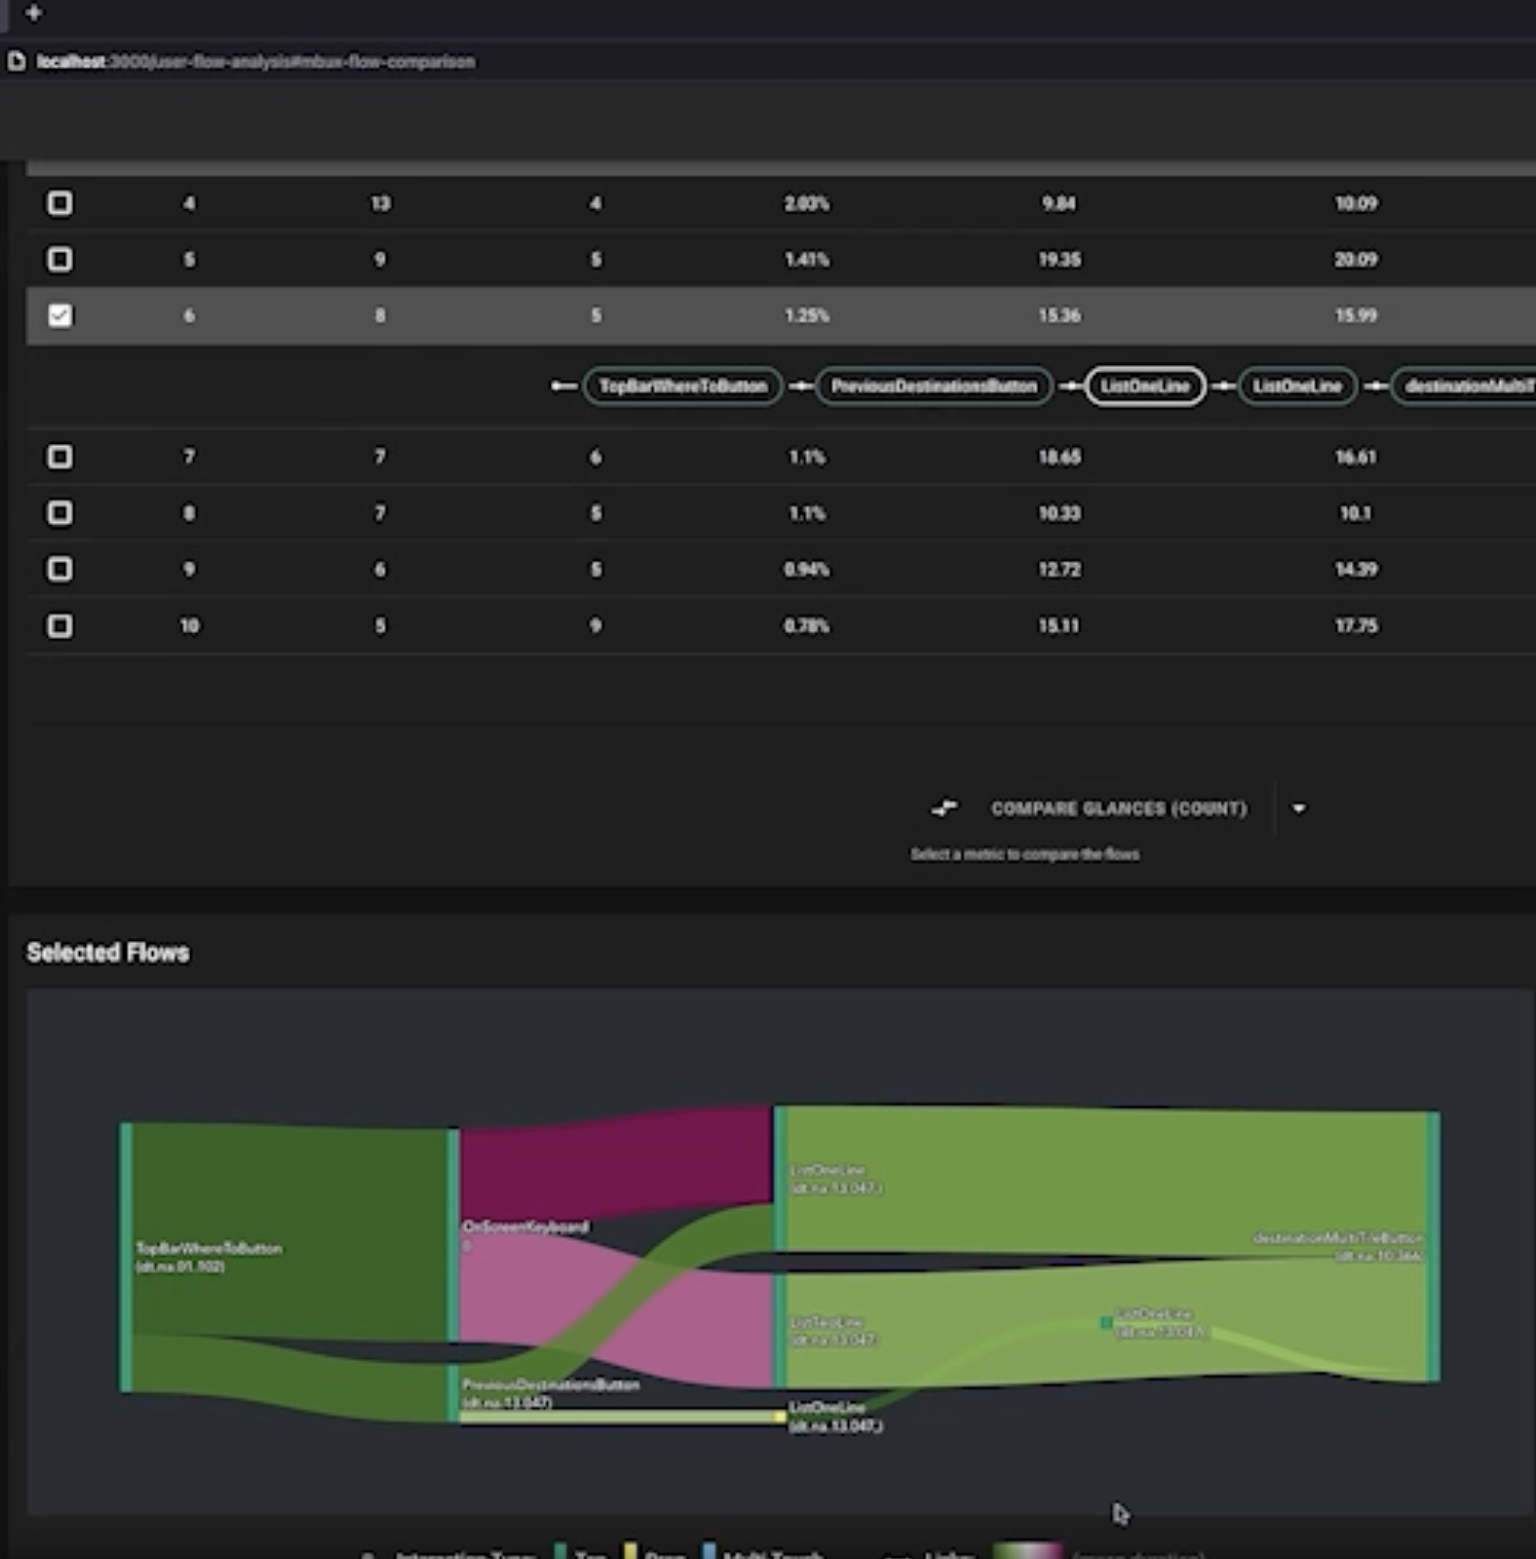 +
localhost:3000/user-flow-analysis#mbux-flow-comparison
4 13 4 2.03% 9.84 10.09
5 9 5 1.41% 19.35 20.09
6 8 5 1.25% 15.36 15.99
TopBarWhereToButton PreviousDestinationsButton ListOneLine ListOneLine destinationMultiT
7 7 6 1.1% 18.65 16.61
8 7 5 1.1% 10.33 10.1
9 6 5 0.94% 12.72 14.39
10 5 9 0.78% 15.11 17.75
COMPARE GLANCES (COUNT)
Select a metric to compare the flows
Selected Flows
TopBarWhereToButton
(dt.na.01.102)
OnScreenKeyboard
PreviousDestinationsButton
(dt.na.13.047)
ListOneLine
(dt.na.13.047,)
ListTwoLine
(dt.na.13.047,)
ListOneLine
(dt.na.13.047,)
ListOneLine
(dt.na.13.047,)
destinationMultiTileButton
(dt.na.10.366)
Interaction Type: Tap Drag Multi Touch Links: (mean duration)